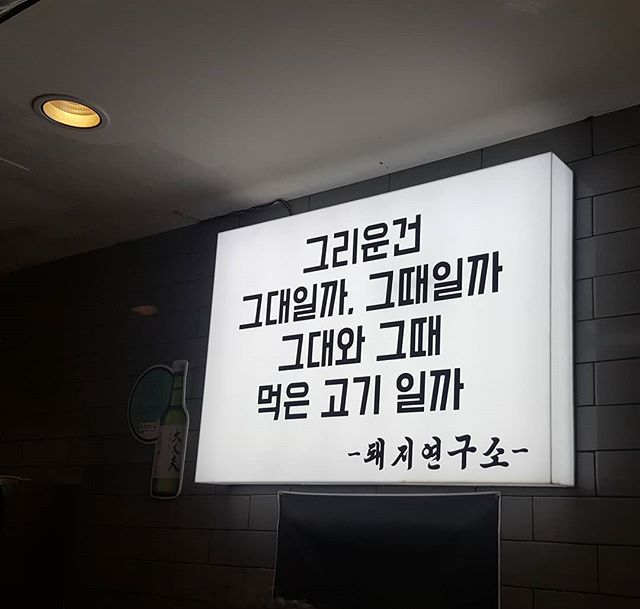 그리운건
그대일까, 그때일까
그대와 그때
먹은 고기 일까
-돼지연구소-